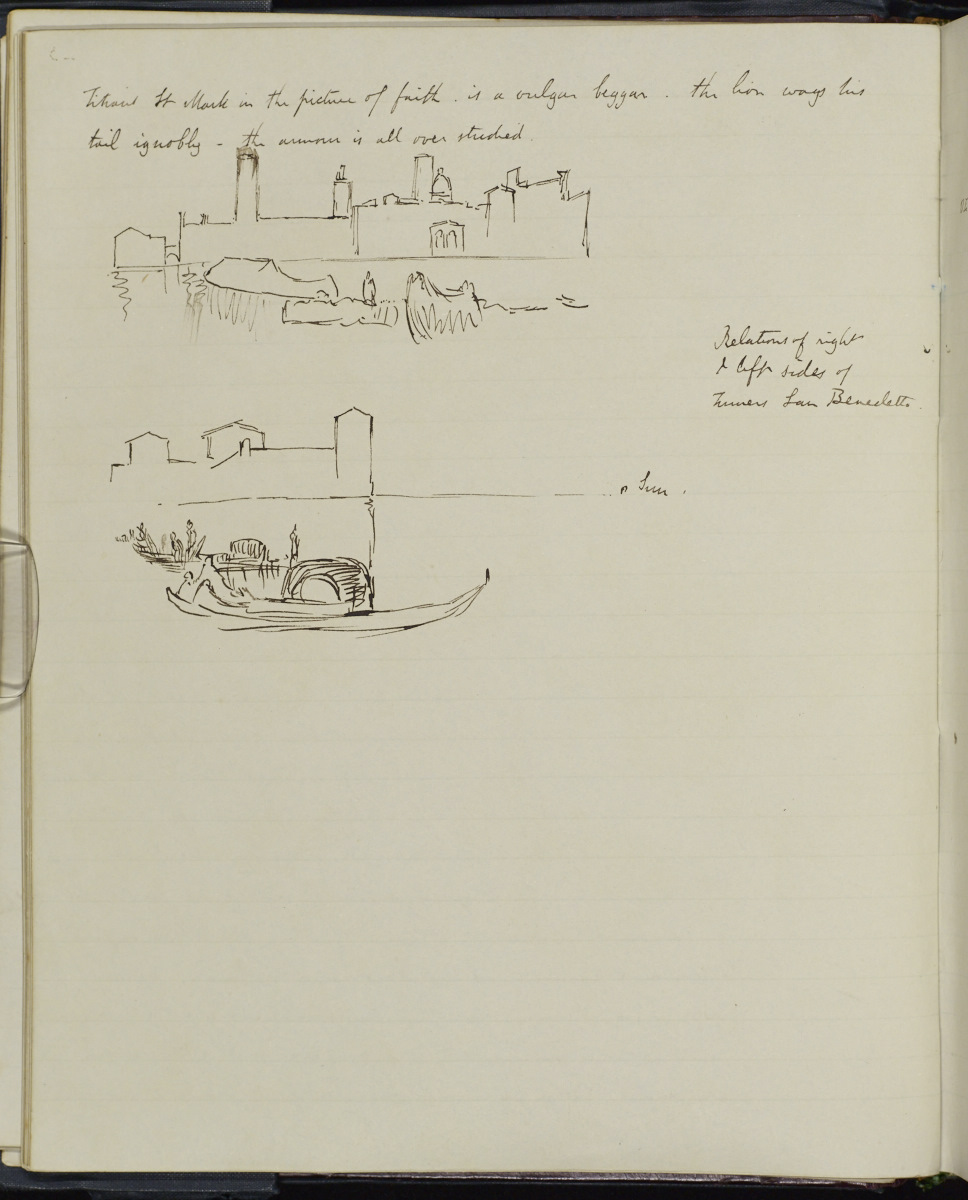 Titians St Mark in the picture of faith . is a vulgar beggar . the lion wags his
tail ignobly - the armour is all over studied.
Relations of right
& left sides of
Turners San Benedetto.
Sun .